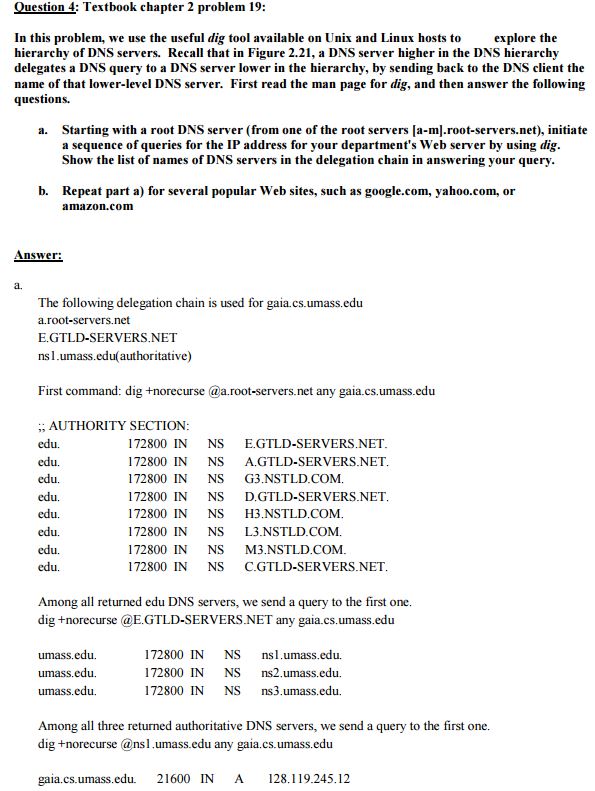 Question 4: Textbook chapter 2 problem 19:
In this problem, we use the useful dig tool available on Unix and Linux hosts to explore the
hierarchy of DNS servers. Recall that in Figure 2.21, a DNS server higher in the DNS hierarchy
delegates a DNS query to a DNS server lower in the hierarchy, by sending back to the DNS client the
name of that lower-level DNS server. First read the man page for dig, and then answer the following
questions.
a. Starting with a root DNS server (from one of the root servers [a-m].root-servers.net), initiate
a sequence of queries for the IP address for your department's Web server by using dig.
Show the list of names of DNS servers in the delegation chain in answering your query.
b. Repeat part a) for several popular Web sites, such as google.com, yahoo.com, or
amazon.com
Answer:
a.
The following delegation chain is used for gaia.cs.umass.edu
a.root-servers.net
E.GTLD-SERVERS.NET
ns1.umass.edu(authoritative)
First command: dig +norecurse @a.root-servers.net any gaia.cs.umass.edu
;; AUTHORITY SECTION:
edu. 172800 IN NS E.GTLD-SERVERS.NET.
edu. 172800 IN NS A.GTLD-SERVERS.NET.
edu. 172800 IN NS G3.NSTLD.COM.
edu. 172800 IN NS D.GTLD-SERVERS.NET.
edu. 172800 IN NS H3.NSTLD.COM.
edu. 172800 IN NS L3.NSTLD.COM.
edu. 172800 IN NS M3.NSTLD.COM.
edu. 172800 IN NS C.GTLD-SERVERS.NET.
Among all returned edu DNS servers, we send a query to the first one.
dig +norecurse @E.GTLD-SERVERS.NET any gaia.cs.umass.edu
umass.edu. 172800 IN NS ns1.umass.edu.
umass.edu. 172800 IN NS ns2.umass.edu.
umass.edu. 172800 IN NS ns3.umass.edu.
Among all three returned authoritative DNS servers, we send a query to the first one.
dig +norecurse @ns1.umass.edu any gaia.cs.umass.edu
gaia.cs.umass.edu. 21600 IN A 128.119.245.12